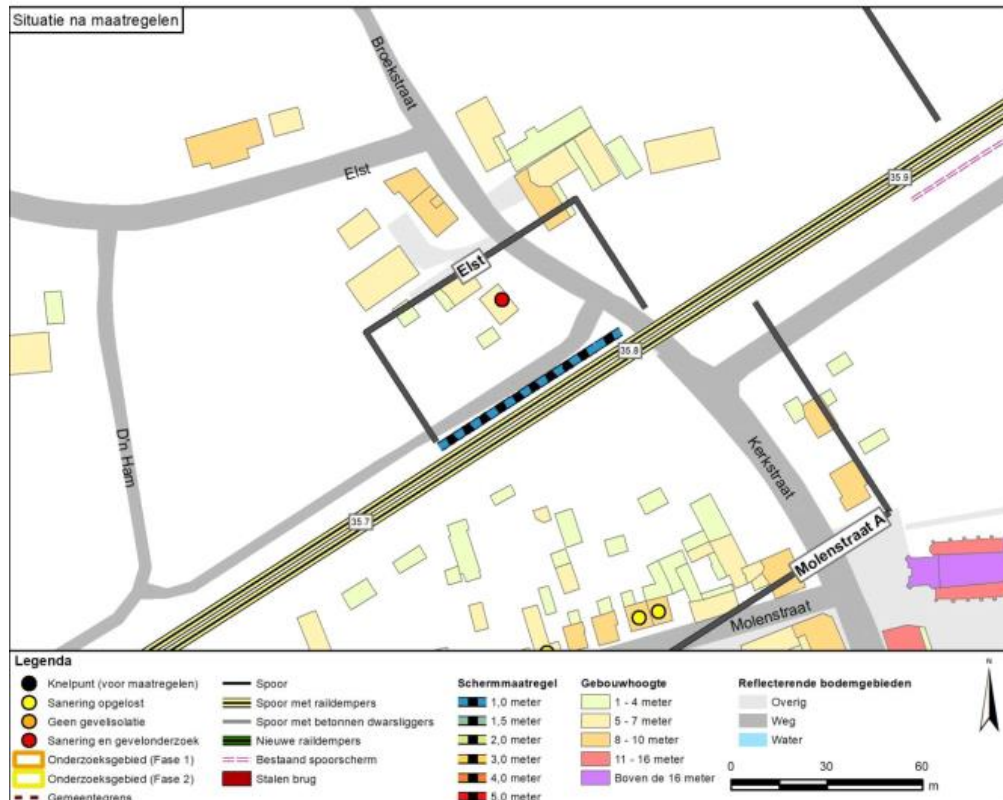 Situatie na maatregelen
Broekstraat
Elst
35.9
Elst
35.8
D'n Ham
Kerkstraat
35.7
Molenstraat A
Molenstraat
Legenda
Knelpunt (voor maatregelen)
Sanering opgelost
Geen gevelisolatie
Sanering en gevelonderzoek
Onderzoeksgebied (Fase 1)
Onderzoeksgebied (Fase 2)
Gemeentegrens
Spoor
Spoor met raildempers
Spoor met betonnen dwarsliggers
Nieuwe raildempers
Bestaand spoorscherm
Stalen brug
Schermmaatregel
1,0 meter
1,5 meter
2,0 meter
3,0 meter
4,0 meter
5,0 meter
Gebouwhoogte
1 - 4 meter
5 - 7 meter
8 - 10 meter
11 - 16 meter
Boven de 16 meter
Reflecterende bodemgebieden
Overig
Weg
Water
N
0 30 60
m